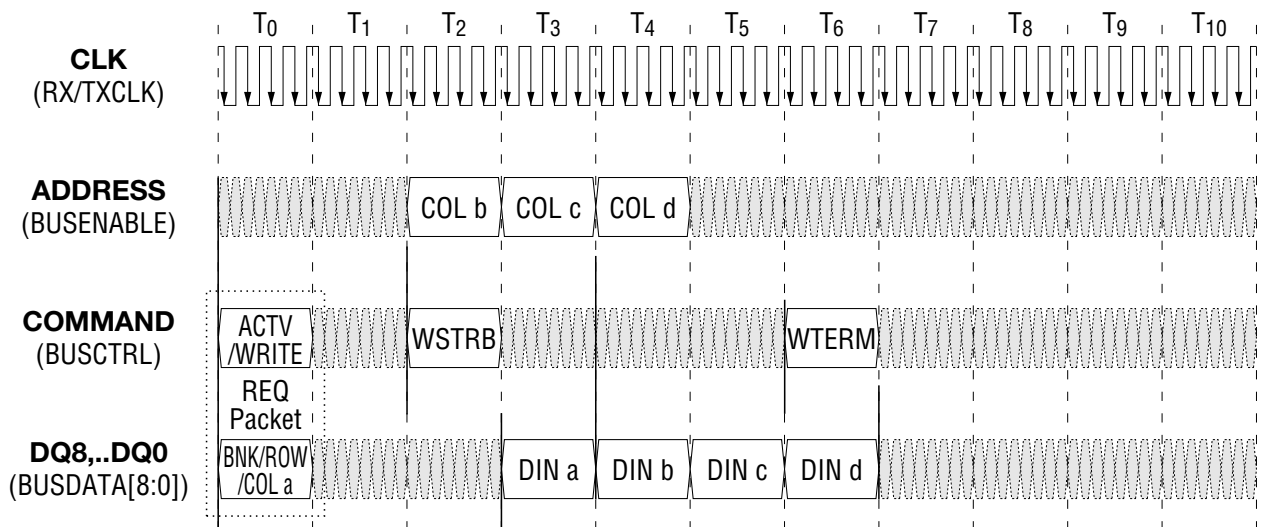 T0 T1 T2 T3 T4 T5 T6 T7 T8 T9 T10
CLK
(RX/TXCLK)
ADDRESS
(BUSENABLE)
COL b COL c COL d
COMMAND
(BUSCTRL)
ACTV
/WRITE
WSTRB
WTERM
REQ
Packet
DQ8,..DQ0
(BUSDATA[8:0])
BNK/ROW
/COL a
DIN a DIN b DIN c DIN d